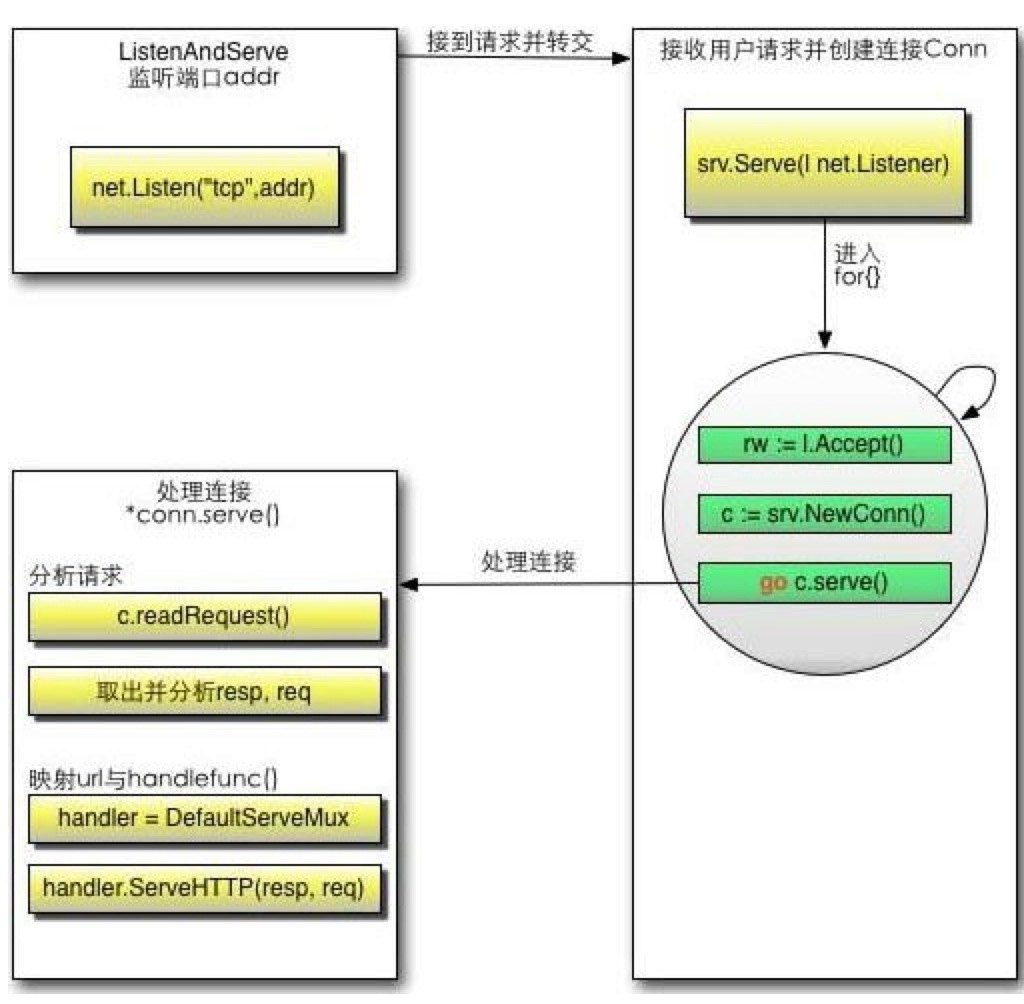 ListenAndServe
监听端口addr
net.Listen("tcp",addr)
接到请求并转交
接收用户请求并创建连接Conn
srv.Serve(l net.Listener)
进入
for{}
rw := l.Accept()
c := srv.NewConn()
go c.serve()
处理连接
处理连接
*conn.serve()
分析请求
c.readRequest()
取出并分析resp, req
映射url与handlefunc()
handler = DefaultServeMux
handler.ServeHTTP(resp, req)